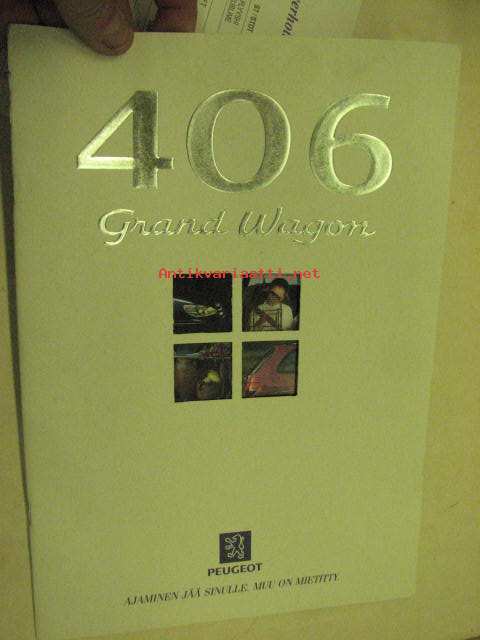 406
Grand Wagon
Antikvariaatti.net
PEUGEOT
AJAMINEN JÄÄ SINULLE. MUU ON MIETITTY.